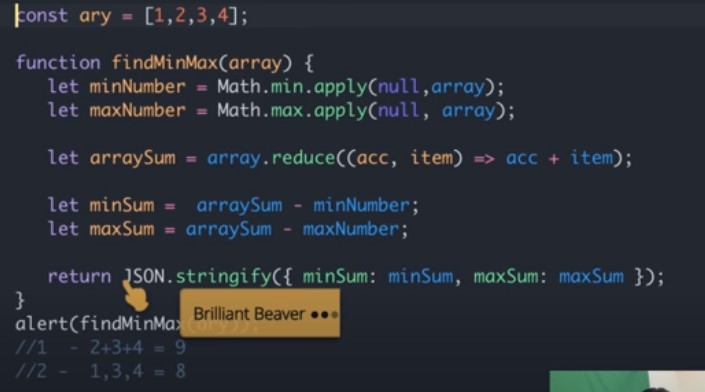 const ary = [1,2,3,4];
function findMinMax(array) {
let minNumber = Math.min.apply(null,array);
let maxNumber = Math.max.apply(null, array);
let arraySum = array.reduce((acc, item) => acc + item);
let minSum =  arraySum - minNumber;
let maxSum = arraySum - maxNumber;
return JSON.stringify({ minSum: minSum, maxSum: maxSum });
}
alert(findMinMax(ary));
Brilliant Beaver
//1  - 2+3+4 = 9
//2 -  1,3,4 = 8